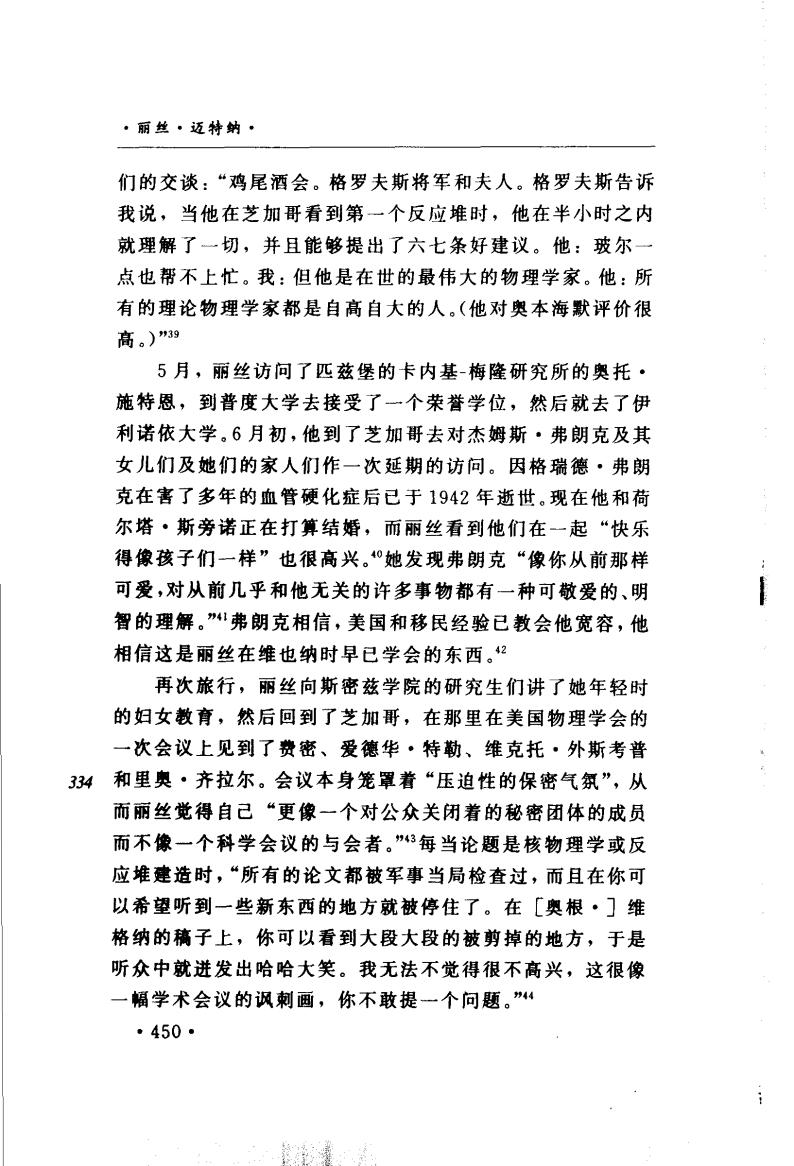 ·丽丝·迈特纳·
们的交谈：“鸡尾酒会。格罗夫斯将军和夫人。格罗夫斯告诉
我说，当他在芝加哥看到第一个反应堆时，他在半小时之内
就理解了一切，并且能够提出了六七条好建议。他：玻尔一
点也帮不上忙。我：但他是在世的最伟大的物理学家。他：所
有的理论物理学家都是自高自大的人。（他对奥本海默评价很
高。）”39
5月，丽丝访问了匹兹堡的卡内基-梅隆研究所的奥托·
施特恩，到普度大学去接受了一个荣誉学位，然后就去了伊
利诺依大学。6月初，他到了芝加哥去对杰姆斯·弗朗克及其
女儿们及她们的家人们作一次延期的访问。因格瑞德·弗朗
克在害了多年的血管硬化症后已于1942年逝世。现在他和荷
尔塔·斯旁诺正在打算结婚，而丽丝看到他们在一起“快乐
得像孩子们一样”也很高兴。40她发现弗朗克“像你从前那样
可爱，对从前几乎和他无关的许多事物都有一种可敬爱的、明
智的理解。”41弗朗克相信，美国和移民经验已教会他宽容，他
相信这是丽丝在维也纳时早已学会的东西。42
再次旅行，丽丝向斯密兹学院的研究生们讲了她年轻时
的妇女教育，然后回到了芝加哥，在那里在美国物理学会的
一次会议上见到了费密、爱德华·特勒、维克托·外斯考普
334 和里奥·齐拉尔。会议本身笼罩着“压迫性的保密气氛”，从
而丽丝觉得自己“更像一个对公众关闭着的秘密团体的成员
而不像一个科学会议的与会者。”43每当论题是核物理学或反
应堆建造时，“所有的论文都被军事当局检查过，而且在你可
以希望听到一些新东西的地方就被停住了。在［奥根·］维
格纳的稿子上，你可以看到大段大段的被剪掉的地方，于是
听众中就迸发出哈哈大笑。我无法不觉得很不高兴，这很像
一幅学术会议的讽刺画，你不敢提一个问题。”44
·450·